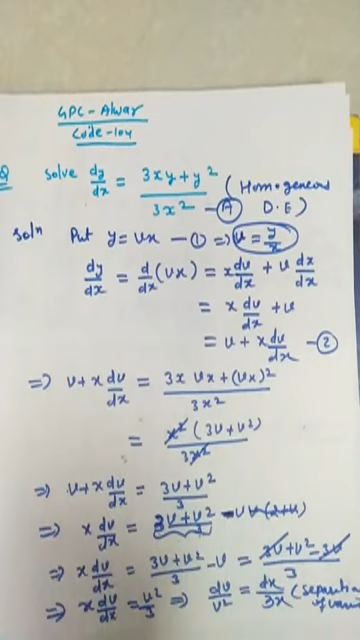 GPC-Alwar
Code-104
Q solve dy/dx = (3xy+y²)/(3x²) —(A) (Homogeneous D.E)
Soln Put y=vx —① ⇒ v=y/x
dy/dx = d/dx(vx) = x dv/dx + v dx/dx
= x dv/dx + v
= v + x dv/dx —②
⇒ v+x dv/dx = (3x vx+(vx)²)/(3x²)
= x²(3v+v²)/(3x²)
⇒ v+x dv/dx = (3v+v²)/3
⇒ x dv/dx = (3v+v²)/3 - v
⇒ x dv/dx = (3v+v²)/3 - v = (3v+v²-3v)/3
⇒ x dv/dx = v²/3 ⇒ dv/v² = dx/3x (